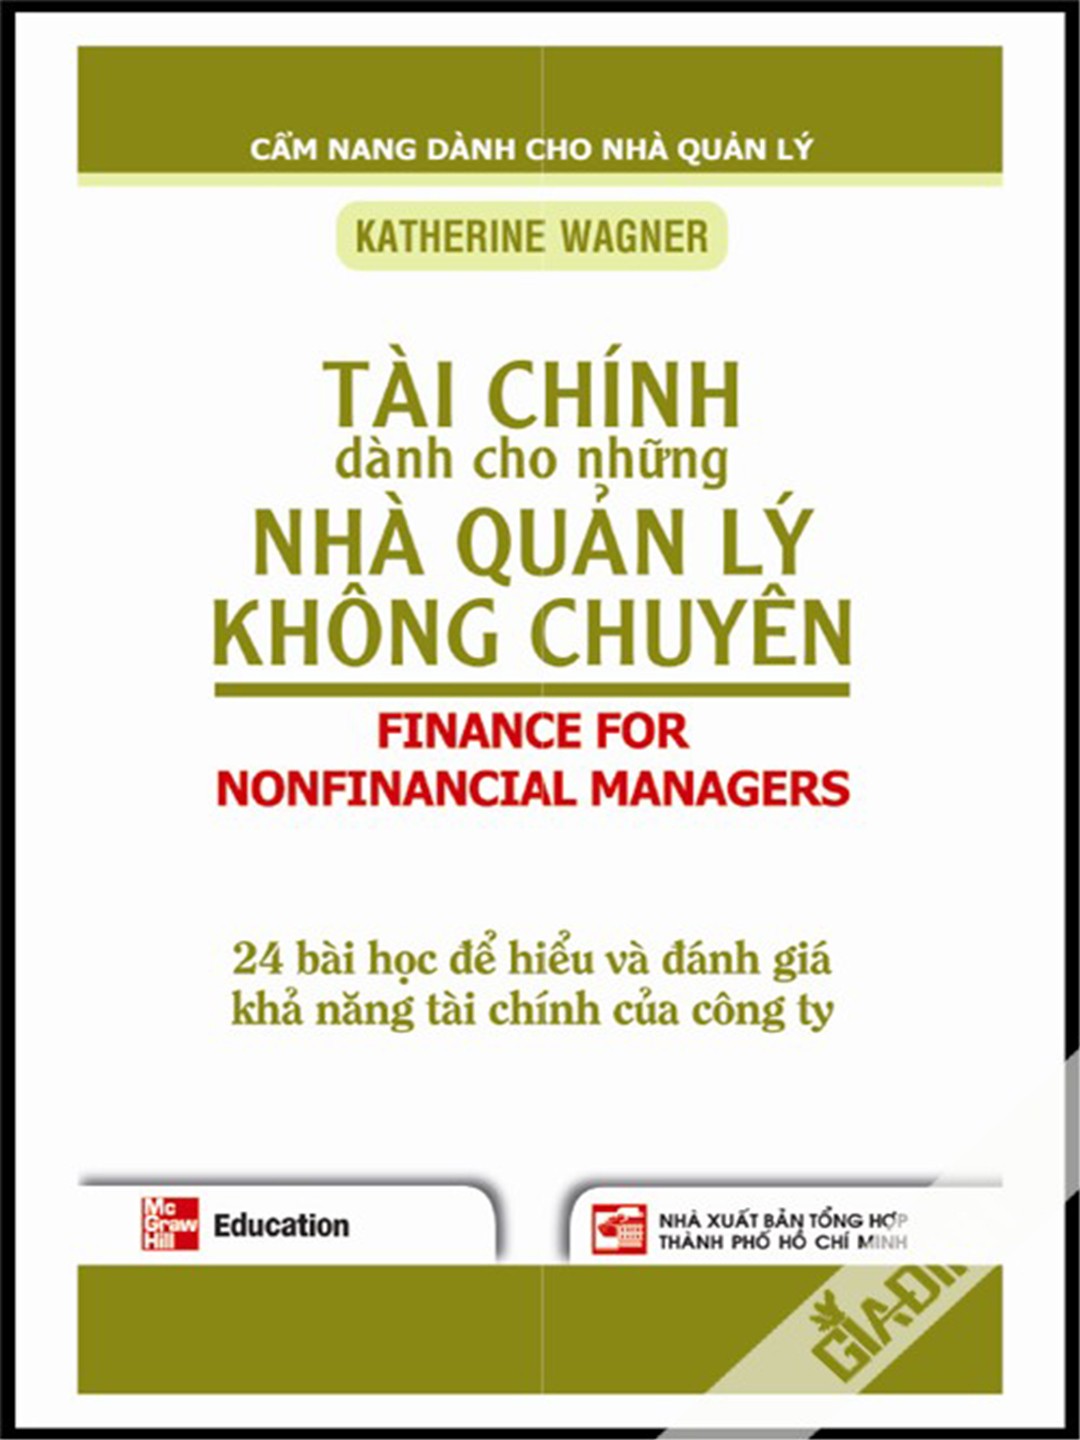 CẨM NANG DÀNH CHO NHÀ QUẢN LÝ
KATHERINE WAGNER
TÀI CHÍNH
dành cho những
NHÀ QUẢN LÝ
KHÔNG CHUYÊN
FINANCE FOR
NONFINANCIAL MANAGERS
24 bài học để hiểu và đánh giá
khả năng tài chính của công ty
Mc
Graw
Hill
Education
NHÀ XUẤT BẢN TỔNG HỢP
THÀNH PHỐ HỒ CHÍ MINH